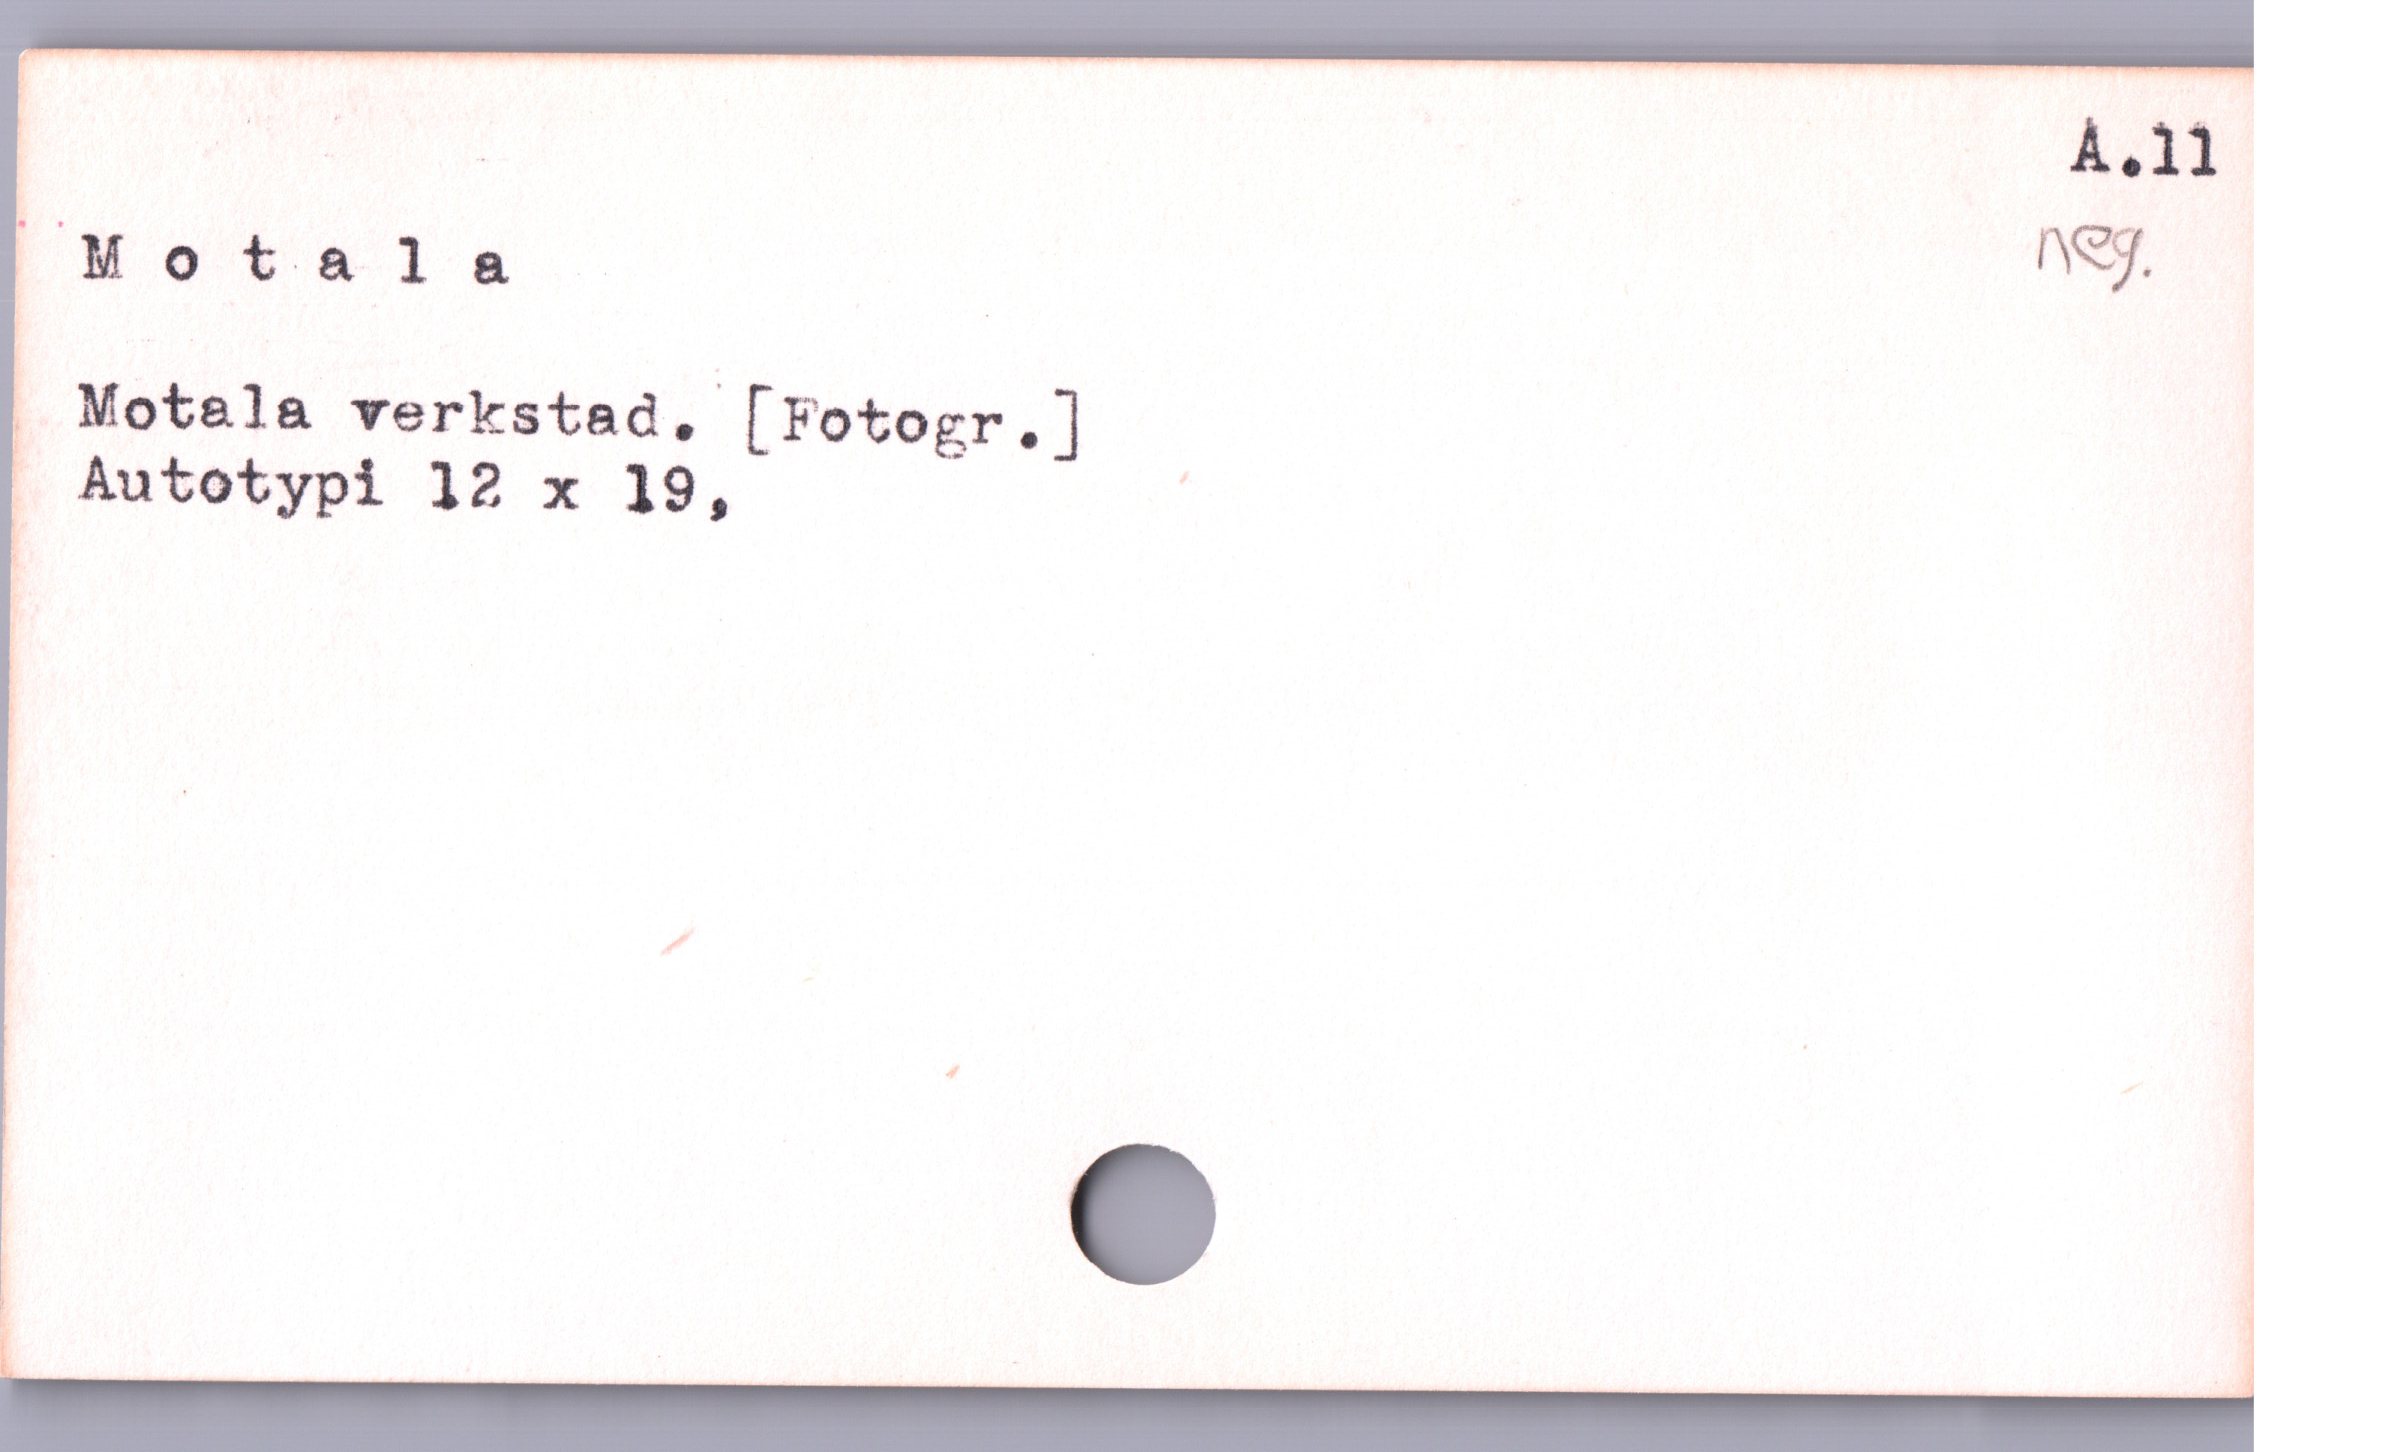 A.11
neg.
M o t a l a
Motala verkstad. [Fotogr.]
Autotypi 12 x 19,